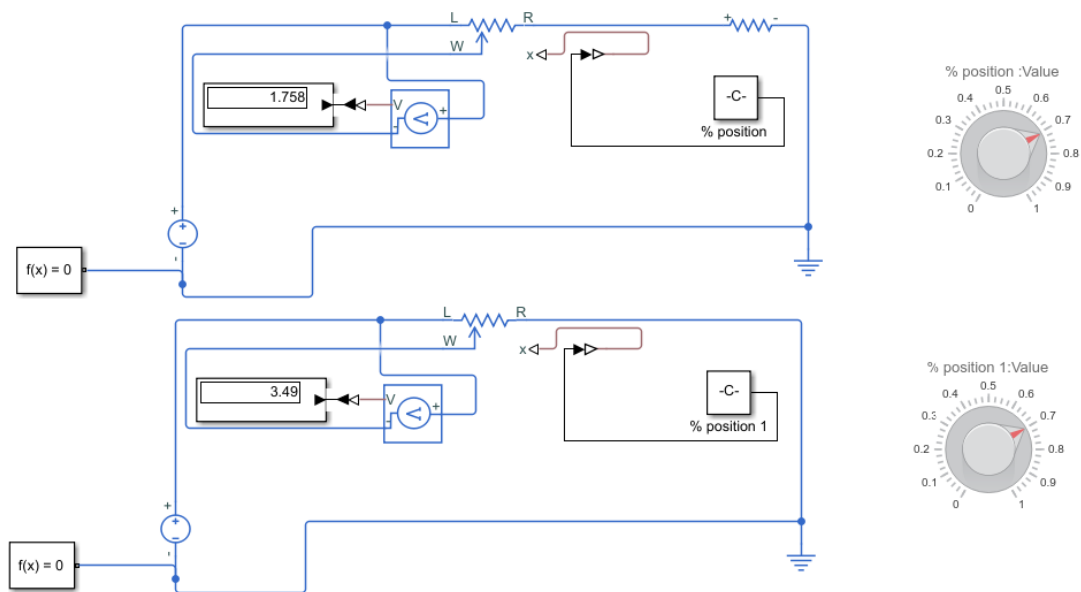 L R + -
W
x
1.758
V
+
-
V
-C-
% position
+
-
f(x) = 0
% position :Value
0 0.1 0.2 0.3 0.4 0.5 0.6 0.7 0.8 0.9 1
L R
W
x
3.49
V
+
-
V
-C-
% position 1
+
-
f(x) = 0
% position 1:Value
0 0.1 0.2 0.3 0.4 0.5 0.6 0.7 0.8 0.9 1